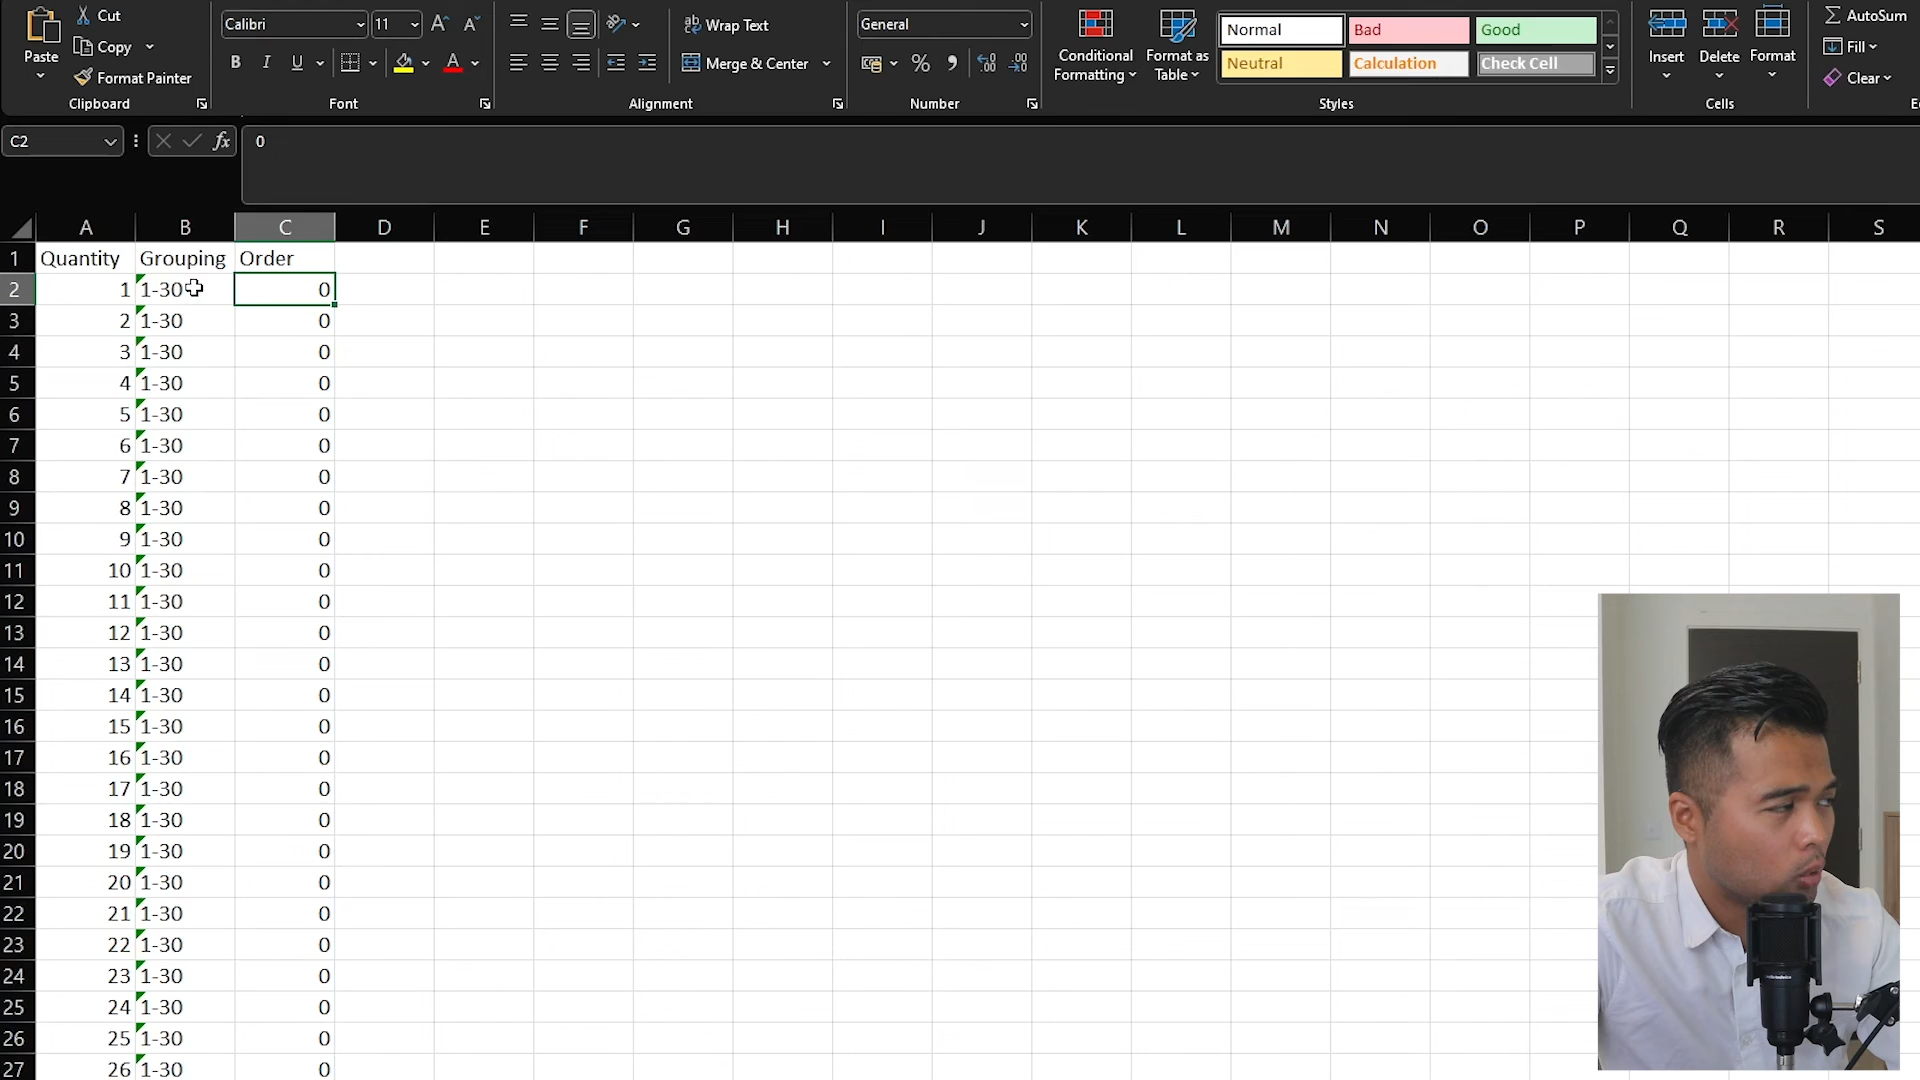 Cut
Copy
Format Painter
Paste
Clipboard
Calibri
11
A A
B I U
A
Font
ab
Wrap Text
Merge & Center
Alignment
General
%
Number
Conditional
Formatting
Format as
Table
Normal
Bad
Good
Neutral
Calculation
Check Cell
Styles
Insert
Delete
Format
Cells
AutoSum
Fill
Clear
C2
fx
0
A B C D E F G H I J K L M N O P Q R S
1 Quantity Grouping Order
2 1 1-30 0
3 2 1-30 0
4 3 1-30 0
5 4 1-30 0
6 5 1-30 0
7 6 1-30 0
8 7 1-30 0
9 8 1-30 0
10 9 1-30 0
11 10 1-30 0
12 11 1-30 0
13 12 1-30 0
14 13 1-30 0
15 14 1-30 0
16 15 1-30 0
17 16 1-30 0
18 17 1-30 0
19 18 1-30 0
20 19 1-30 0
21 20 1-30 0
22 21 1-30 0
23 22 1-30 0
24 23 1-30 0
25 24 1-30 0
26 25 1-30 0
27 26 1-30 0